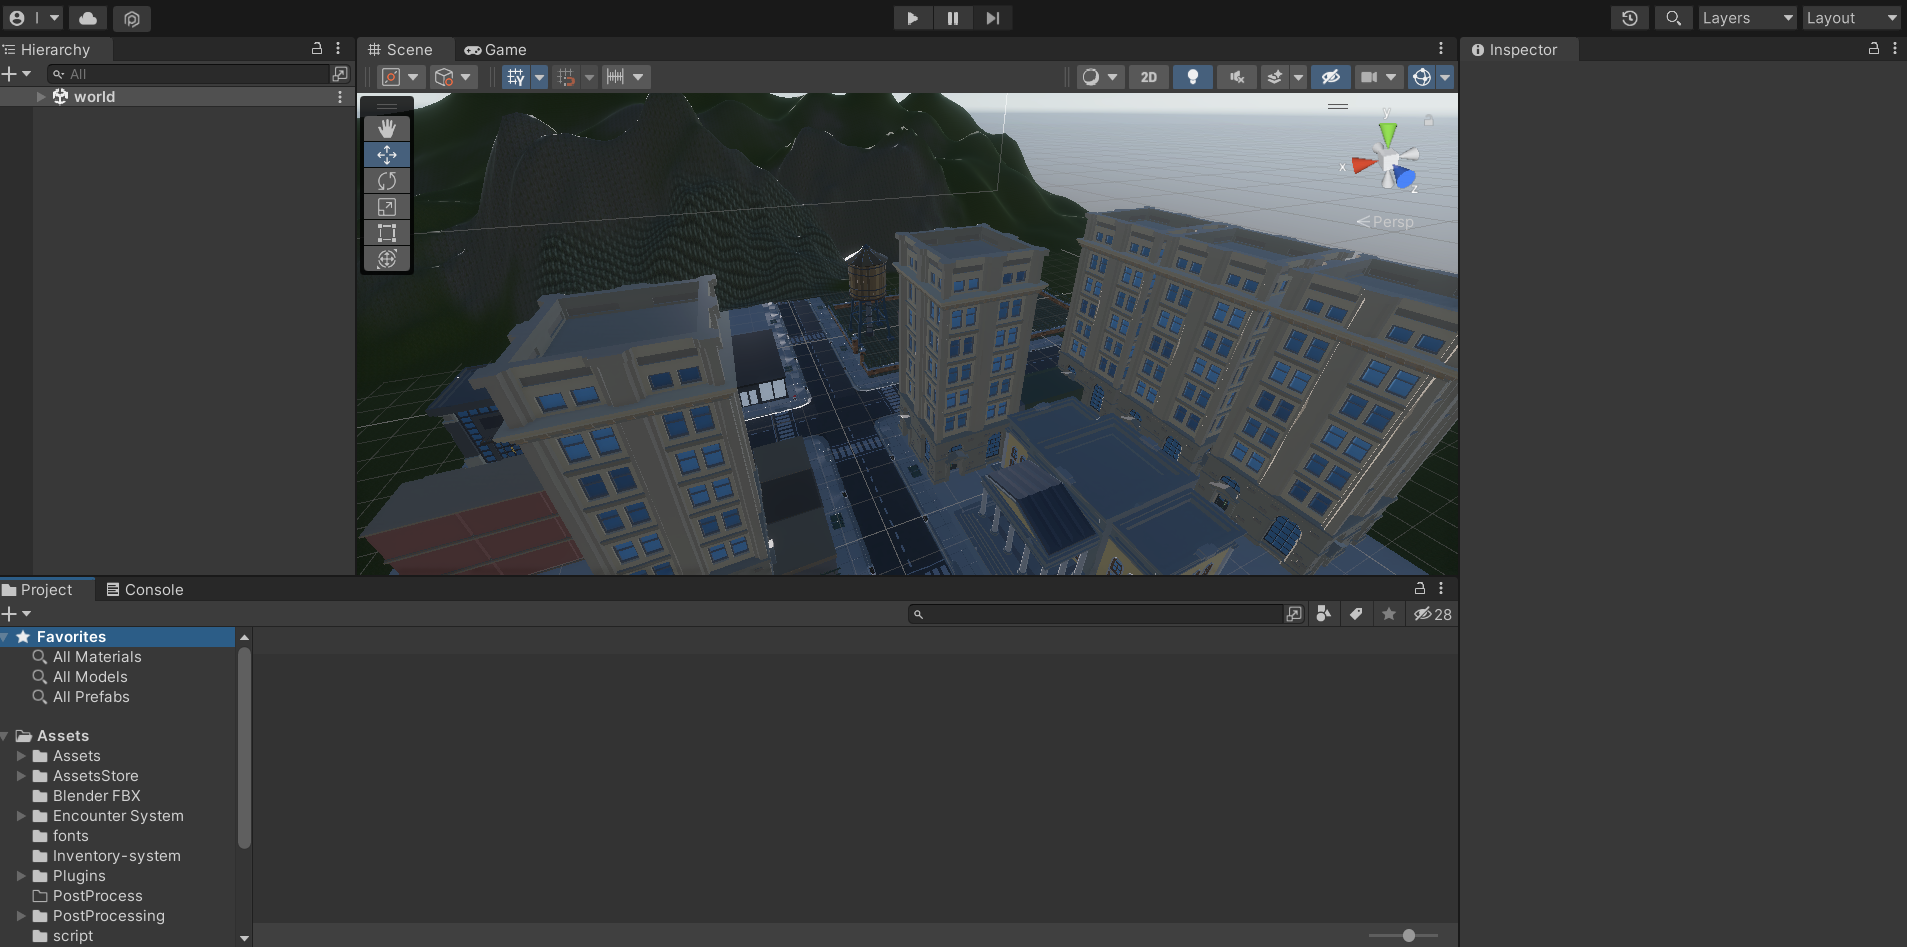 Layers
Layout
Hierarchy
Scene
Game
Inspector
All
2D
world
y
x
z
Persp
Project
Console
28
Favorites
All Materials
All Models
All Prefabs
Assets
Assets
AssetsStore
Blender FBX
Encounter System
fonts
Inventory-system
Plugins
PostProcess
PostProcessing
script